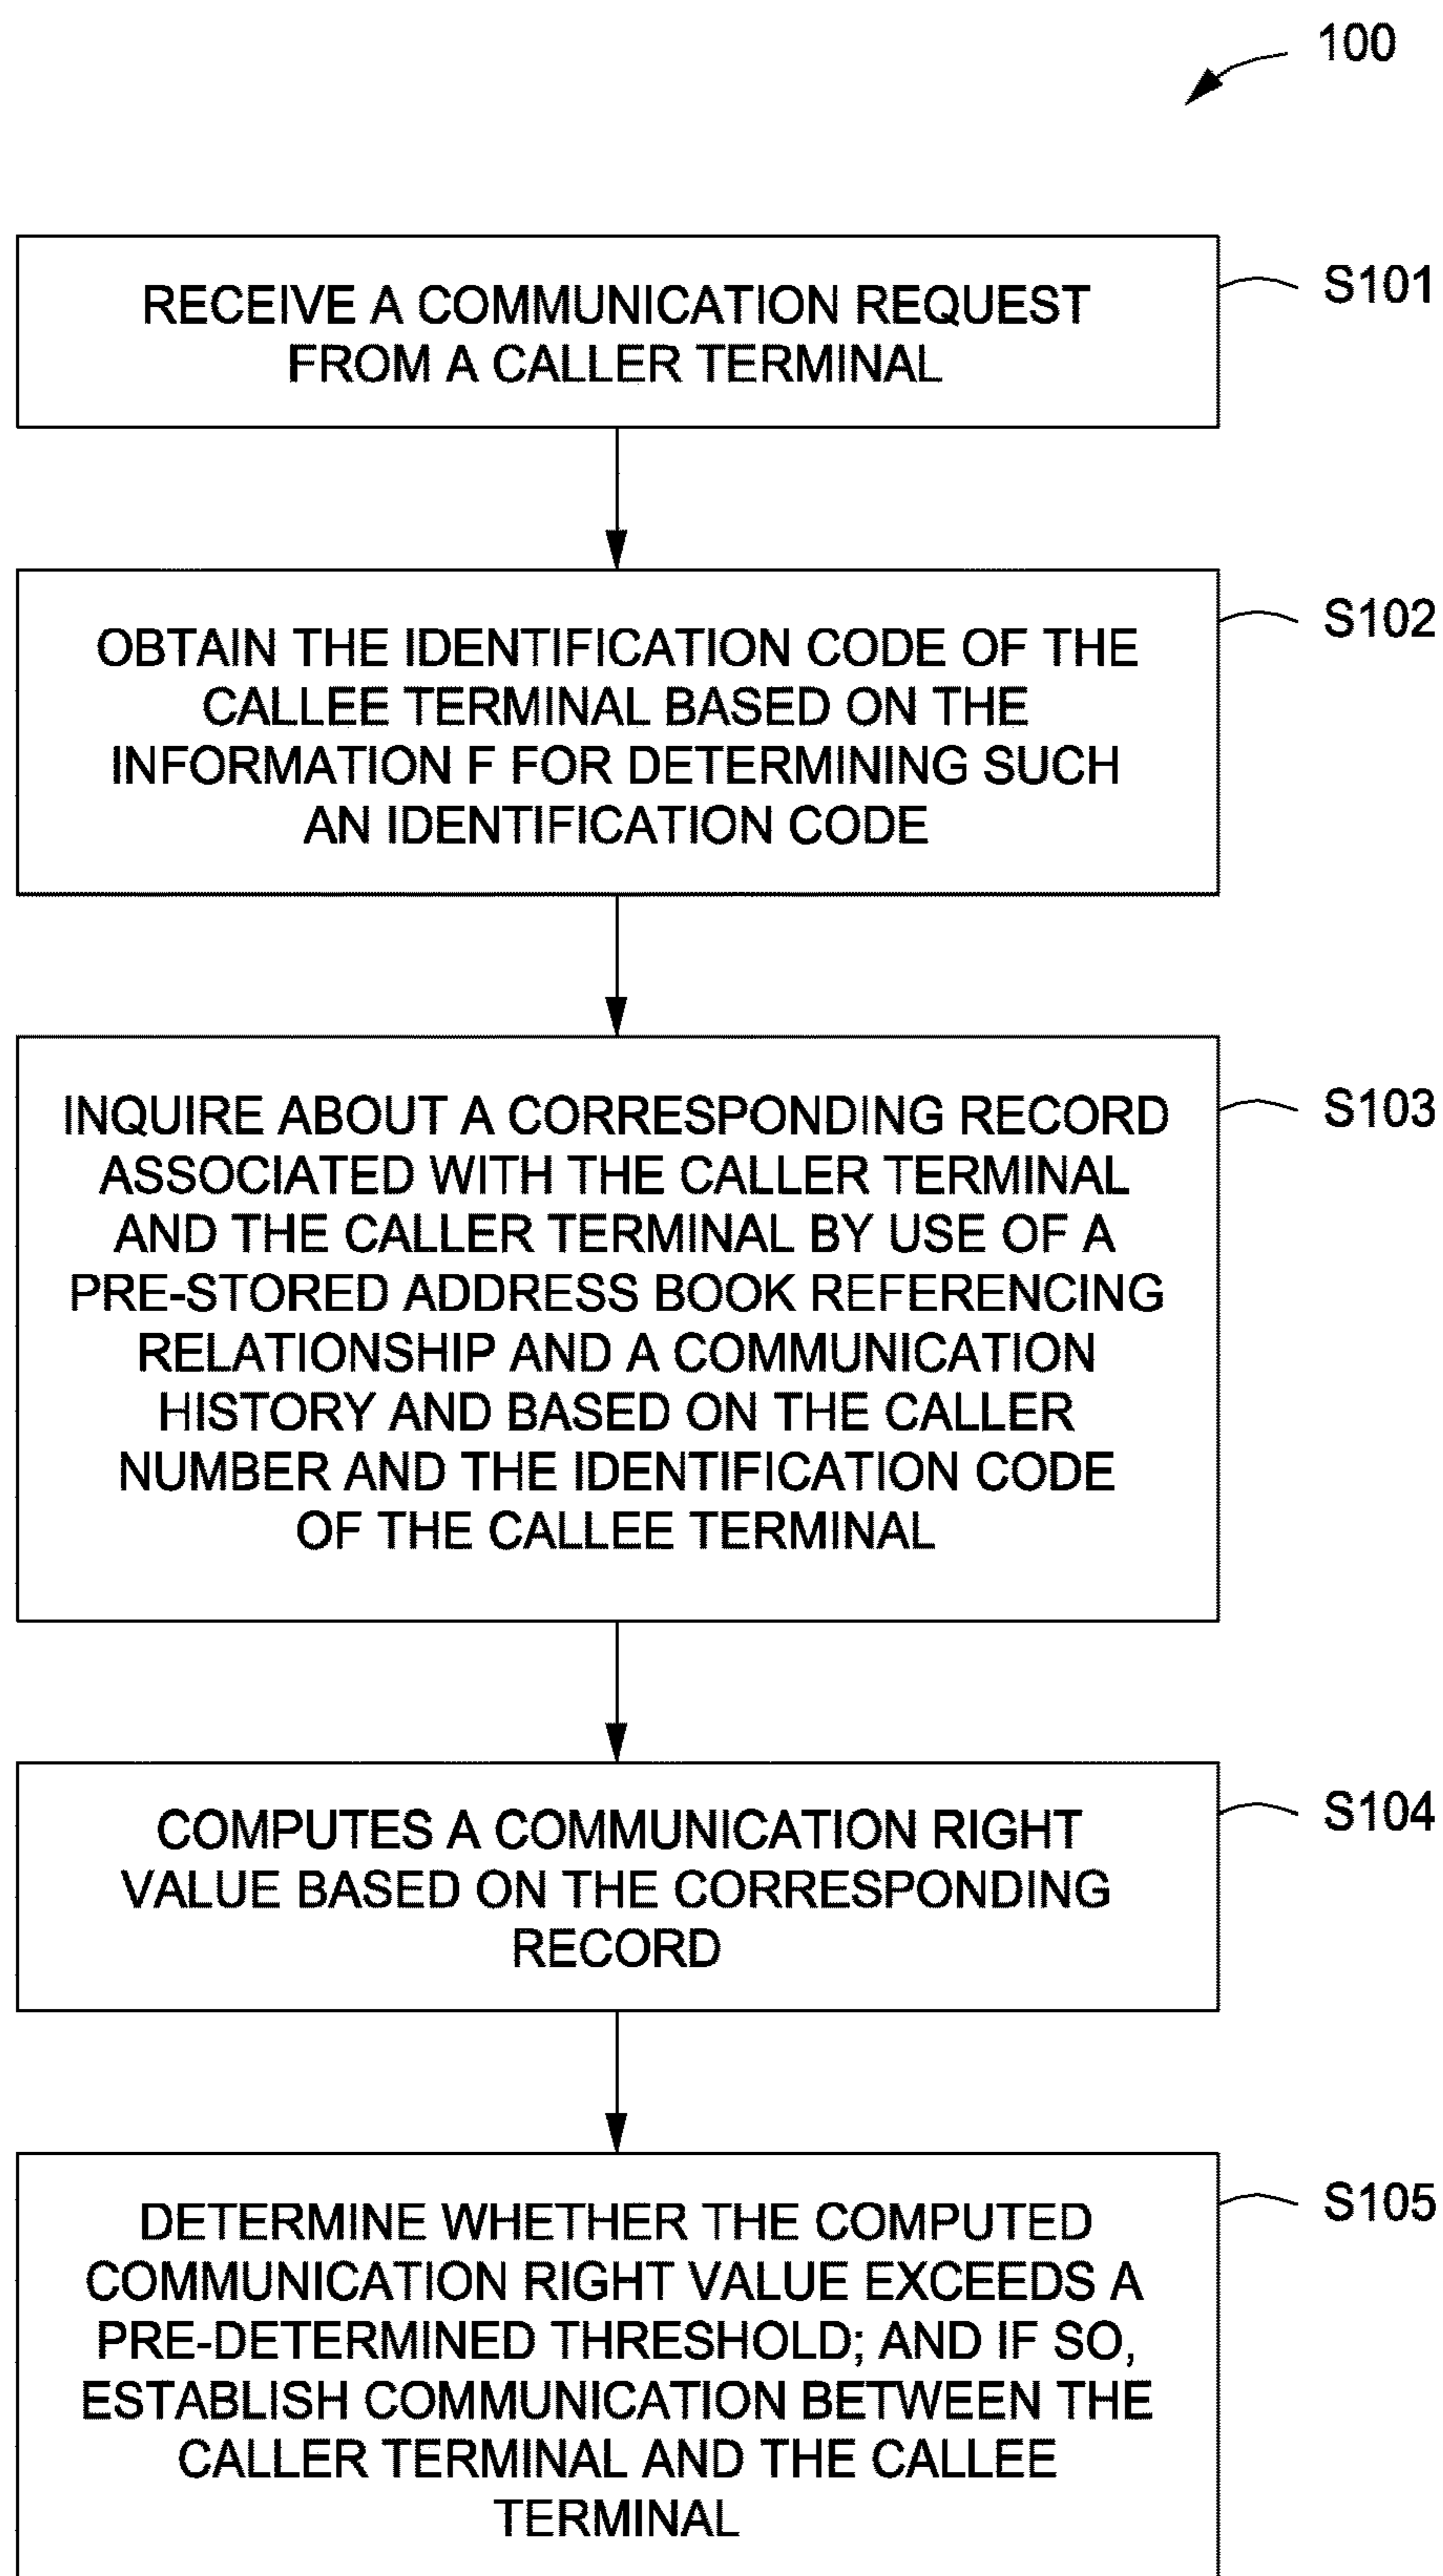 100
RECEIVE A COMMUNICATION REQUEST
FROM A CALLER TERMINAL
S101
OBTAIN THE IDENTIFICATION CODE OF THE
CALLEE TERMINAL BASED ON THE
INFORMATION F FOR DETERMINING SUCH
AN IDENTIFICATION CODE
S102
INQUIRE ABOUT A CORRESPONDING RECORD
ASSOCIATED WITH THE CALLER TERMINAL
AND THE CALLER TERMINAL BY USE OF A
PRE-STORED ADDRESS BOOK REFERENCING
RELATIONSHIP AND A COMMUNICATION
HISTORY AND BASED ON THE CALLER
NUMBER AND THE IDENTIFICATION CODE
OF THE CALLEE TERMINAL
S103
COMPUTES A COMMUNICATION RIGHT
VALUE BASED ON THE CORRESPONDING
RECORD
S104
DETERMINE WHETHER THE COMPUTED
COMMUNICATION RIGHT VALUE EXCEEDS A
PRE-DETERMINED THRESHOLD; AND IF SO,
ESTABLISH COMMUNICATION BETWEEN THE
CALLER TERMINAL AND THE CALLEE
TERMINAL
S105